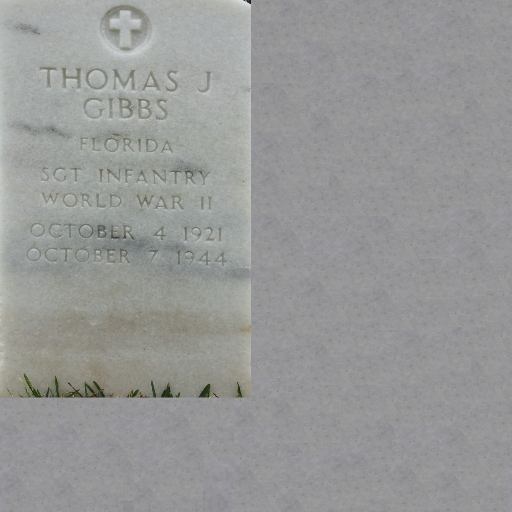 THOMAS J
GIBBS
FLORIDA
SGT INFANTRY
WORLD WAR II
OCTOBER 4 1921
OCTOBER 7 1944